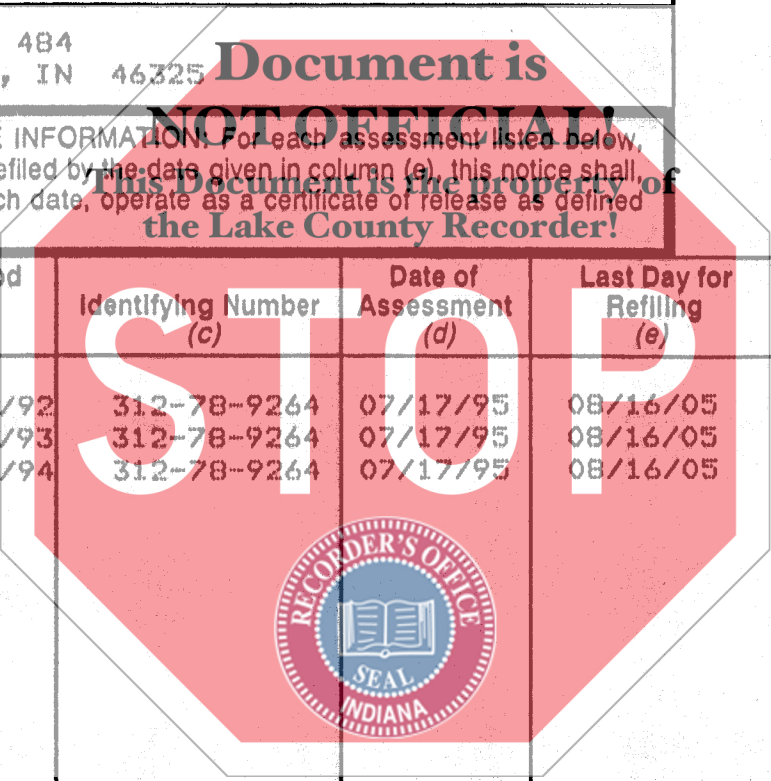 484
, IN 46325
Document is
NOT OFFICIAL!
This Document is the property of
the Lake County Recorder!
INFORMATION: For each assessment listed below,
efiled by the date given in column (e), this notice shall,
ch date, operate as a certificate of release as defined
od
Identifying Number
(c)
Date of
Assessment
(d)
Last Day for
Refiling
(e)
/92 312-78-9264 07/17/95 08/16/05
/93 312-78-9264 07/17/95 08/16/05
/94 312-78-9264 07/17/95 08/16/05
STOP
RECORDER'S OFFICE
SEAL
INDIANA